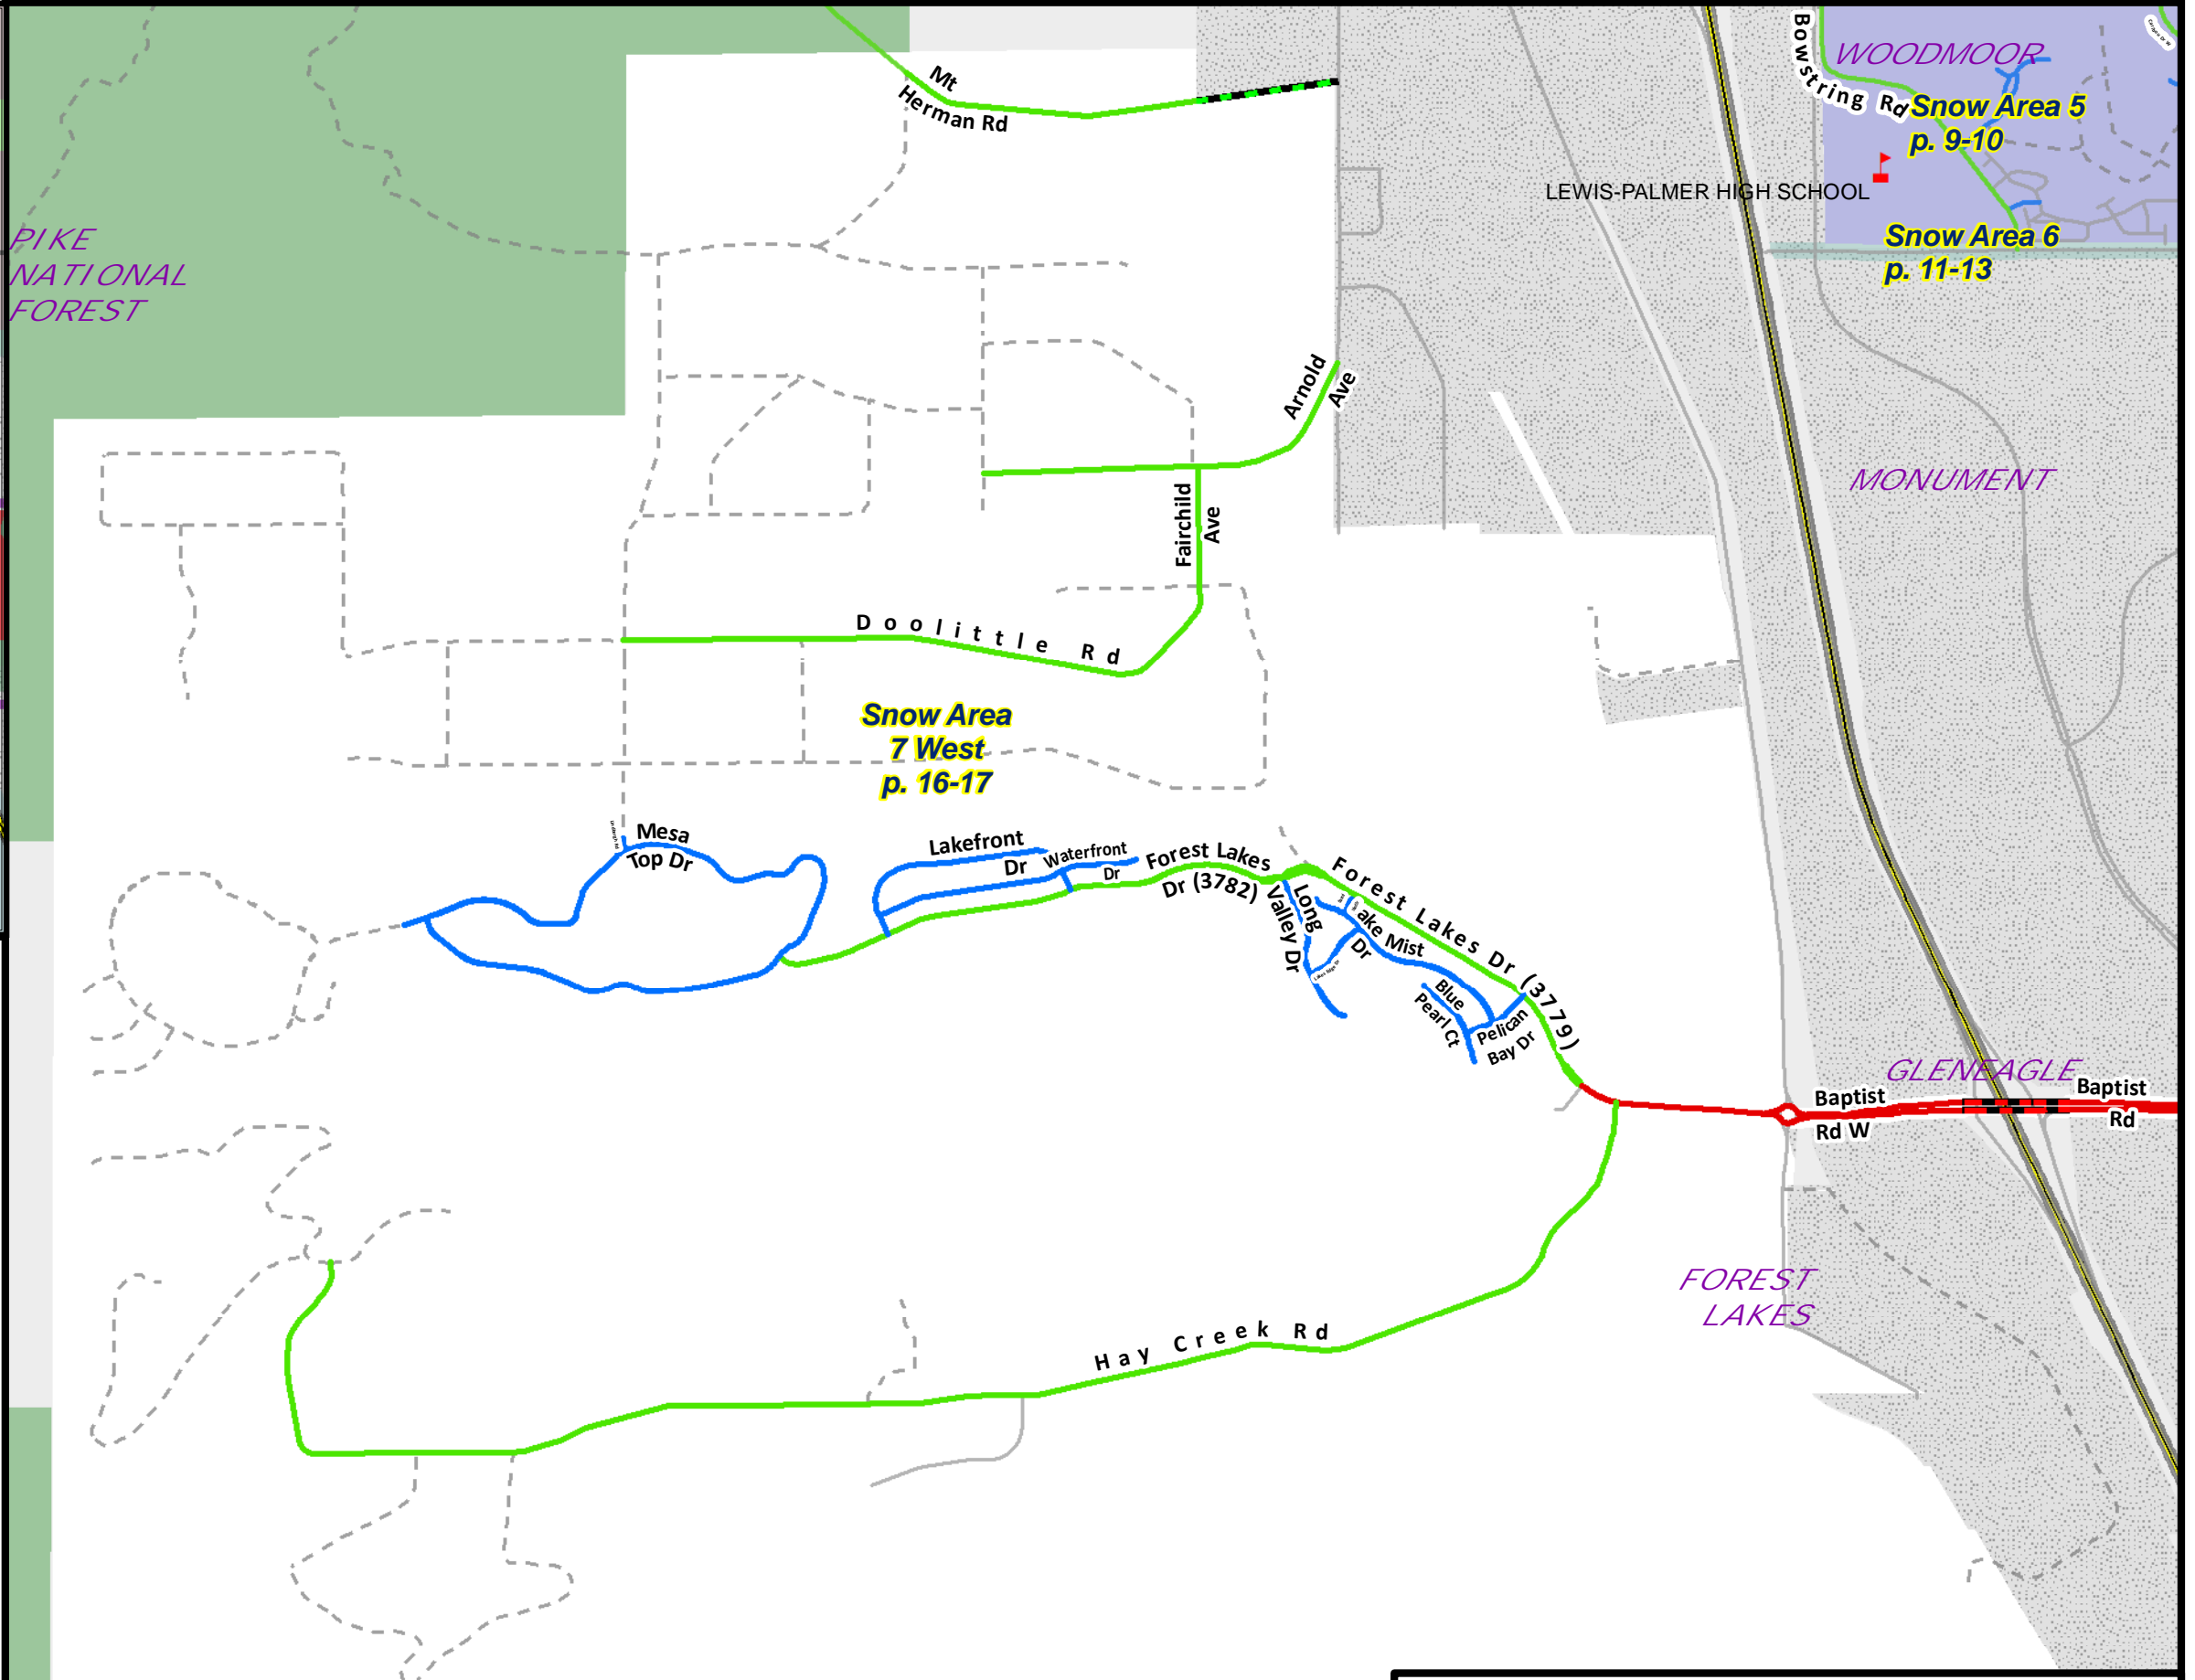 Mt
Herman Rd
Bowstring Rd
WOODMOOR
Snow Area 5
p. 9-10
LEWIS-PALMER HIGH SCHOOL
Snow Area 6
p. 11-13
PIKE
NATIONAL
FOREST
Arnold
Ave
MONUMENT
Fairchild
Ave
Doolittle Rd
Snow Area
7 West
p. 16-17
Mesa
Top Dr
Lakefront
Dr
Waterfront
Dr
Forest Lakes
Dr (3782)
Forest Lakes Dr (3779)
Long
Valley Dr
Lake Mist
Dr
Blue
Pearl Ct
Pelican
Bay Dr
GLENEAGLE
Baptist
Rd W
Baptist
Rd
FOREST
LAKES
Hay Creek Rd